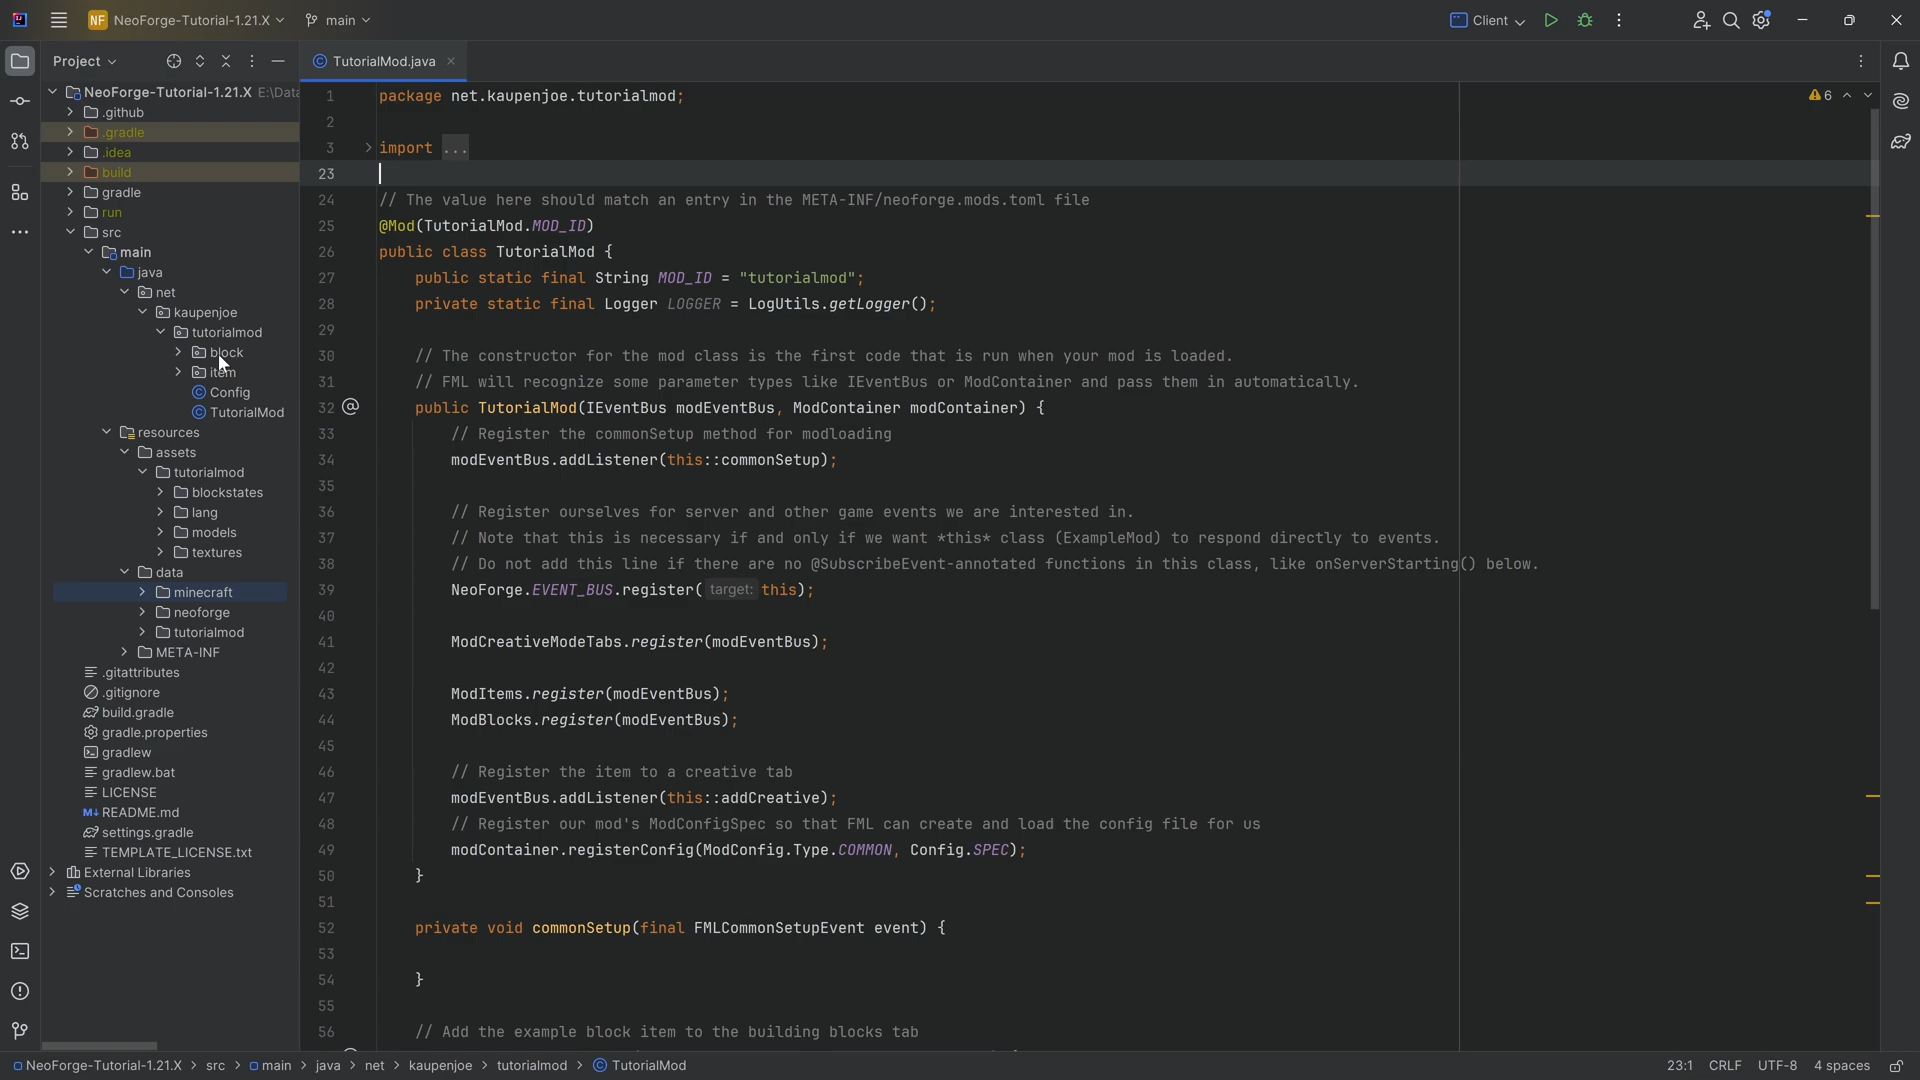 NF NeoForge-Tutorial-1.21.X main Client
Project
TutorialMod.java
NeoForge-Tutorial-1.21.X E:\Data
.github
.gradle
.idea
build
gradle
run
src
main
java
net
kaupenjoe
tutorialmod
block
item
Config
TutorialMod
resources
assets
tutorialmod
blockstates
lang
models
textures
data
minecraft
neoforge
tutorialmod
META-INF
.gitattributes
.gitignore
build.gradle
gradle.properties
gradlew
gradlew.bat
LICENSE
M↓ README.md
settings.gradle
TEMPLATE_LICENSE.txt
External Libraries
Scratches and Consoles
6
1 package net.kaupenjoe.tutorialmod;
2
3 import ...
23
24 // The value here should match an entry in the META-INF/neoforge.mods.toml file
25 @Mod(TutorialMod.MOD_ID)
26 public class TutorialMod {
27 public static final String MOD_ID = "tutorialmod";
28 private static final Logger LOGGER = LogUtils.getLogger();
29
30 // The constructor for the mod class is the first code that is run when your mod is loaded.
31 // FML will recognize some parameter types like IEventBus or ModContainer and pass them in automatically.
32 @ public TutorialMod(IEventBus modEventBus, ModContainer modContainer) {
33 // Register the commonSetup method for modloading
34 modEventBus.addListener(this::commonSetup);
35
36 // Register ourselves for server and other game events we are interested in.
37 // Note that this is necessary if and only if we want *this* class (ExampleMod) to respond directly to events.
38 // Do not add this line if there are no @SubscribeEvent-annotated functions in this class, like onServerStarting() below.
39 NeoForge.EVENT_BUS.register( target: this);
40
41 ModCreativeModeTabs.register(modEventBus);
42
43 ModItems.register(modEventBus);
44 ModBlocks.register(modEventBus);
45
46 // Register the item to a creative tab
47 modEventBus.addListener(this::addCreative);
48 // Register our mod's ModConfigSpec so that FML can create and load the config file for us
49 modContainer.registerConfig(ModConfig.Type.COMMON, Config.SPEC);
50 }
51
52 private void commonSetup(final FMLCommonSetupEvent event) {
53
54 }
55
56 // Add the example block item to the building blocks tab
NeoForge-Tutorial-1.21.X > src > main > java > net > kaupenjoe > tutorialmod > TutorialMod
23:1 CRLF UTF-8 4 spaces